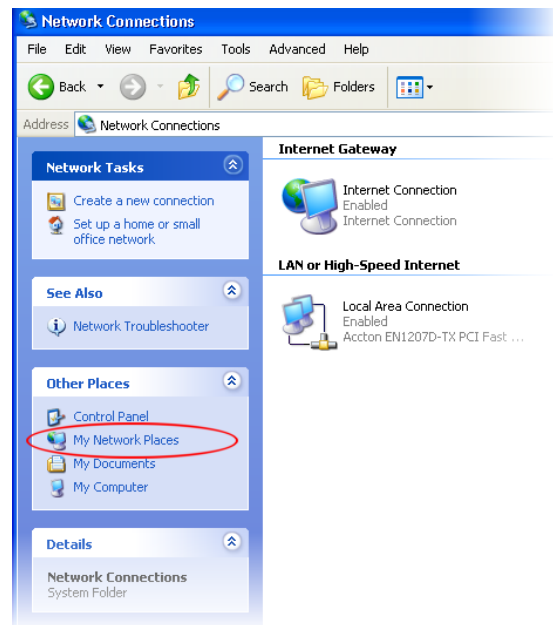 Network Connections
File Edit View Favorites Tools Advanced Help
Back Search Folders
Address Network Connections
Network Tasks
Create a new connection
Set up a home or small
office network
See Also
Network Troubleshooter
Other Places
Control Panel
My Network Places
My Documents
My Computer
Details
Network Connections
System Folder
Internet Gateway
Internet Connection
Enabled
Internet Connection
LAN or High-Speed Internet
Local Area Connection
Enabled
Accton EN1207D-TX PCI Fast ...